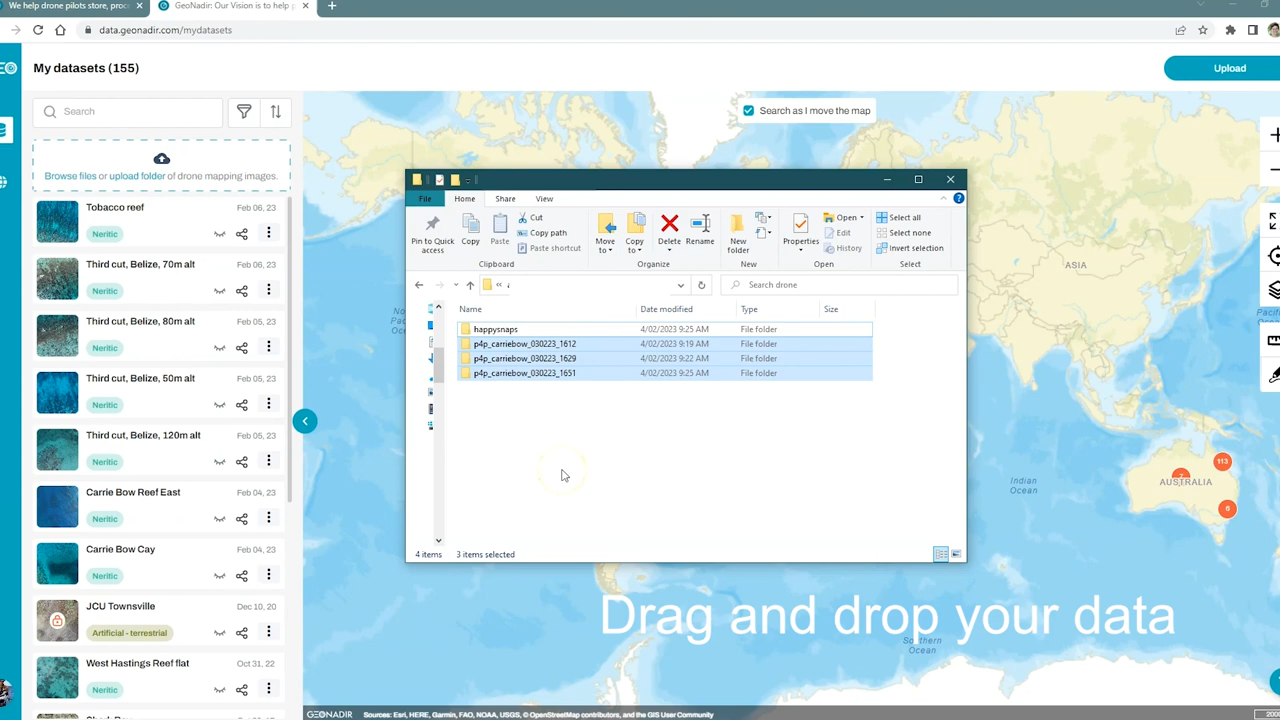 We help drone pilots store, proc
GeoNadir: Our Vision is to help p
data.geonadir.com/mydatasets
My datasets (155)
Upload
Search
Search as I move the map
Browse files or upload folder of drone mapping images.
Tobacco reef
Feb 06, 23
Neritic
Third cut, Belize, 70m alt
Feb 06, 23
Neritic
Third cut, Belize, 80m alt
Feb 05, 23
Neritic
Third cut, Belize, 50m alt
Feb 05, 23
Neritic
Third cut, Belize, 120m alt
Feb 05, 23
Neritic
Carrie Bow Reef East
Feb 04, 23
Neritic
Carrie Bow Cay
Feb 04, 23
Neritic
JCU Townsville
Dec 10, 20
Artificial - terrestrial
West Hastings Reef flat
Oct 31, 22
Neritic
File
Home
Share
View
Pin to Quick access
Copy
Paste
Cut
Copy path
Paste shortcut
Clipboard
Move to
Copy to
Delete
Rename
Organize
New folder
New
Properties
Open
Edit
History
Open
Select all
Select none
Invert selection
Select
Search drone
Name
Date modified
Type
Size
happysnaps
4/02/2023 9:25 AM
File folder
p4p_carriebow_030223_1612
4/02/2023 9:19 AM
File folder
p4p_carriebow_030223_1629
4/02/2023 9:22 AM
File folder
p4p_carriebow_030223_1651
4/02/2023 9:25 AM
File folder
4 items
3 items selected
ASIA
Indian Ocean
AUSTRALIA
113
7
6
Southern Ocean
Drag and drop your data
GEONADIR
Sources: Esri, HERE, Garmin, FAO, NOAA, USGS, © OpenStreetMap contributors, and the GIS User Community